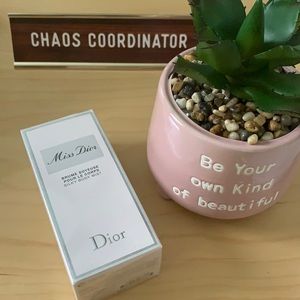 CHAOS COORDINATOR
Miss Dior
BRUME SOYEUSE
POUR LE CORPS
SILKY BODY MIST
Dior
Be Your
own Kind
of beautiful